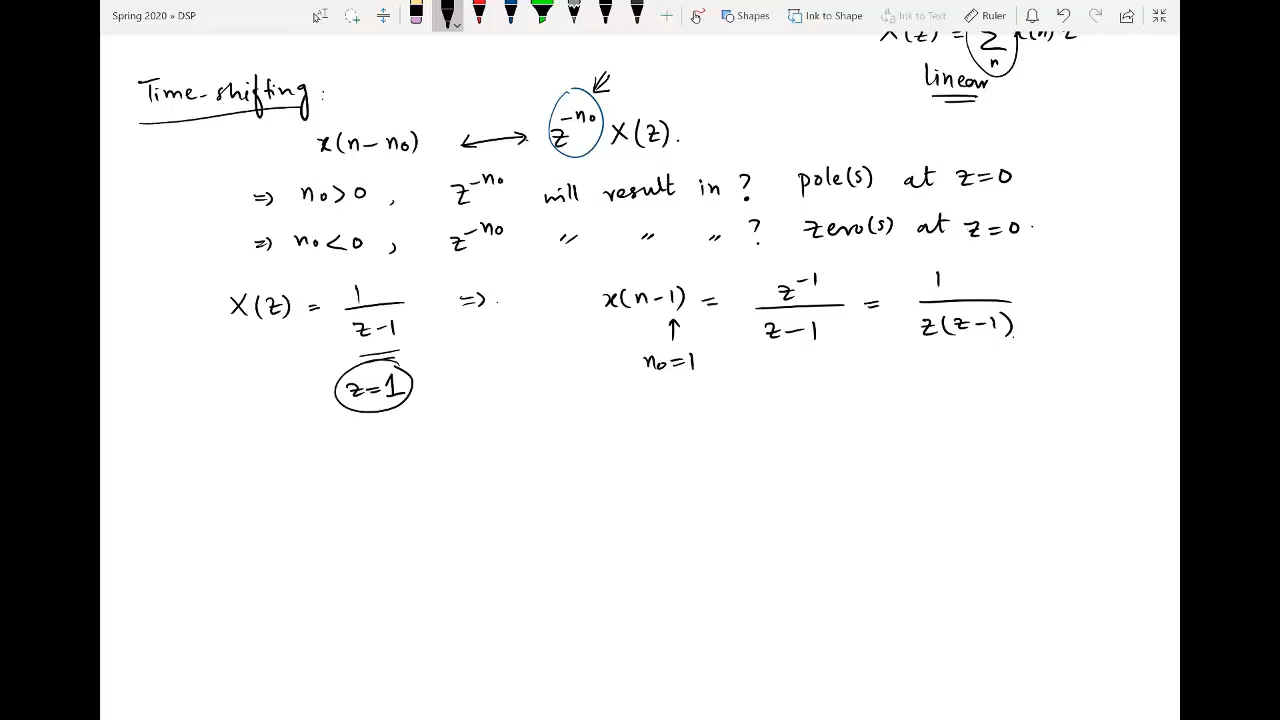 Spring 2020 » DSP
Shapes Ink to Shape Ink to Text Ruler
X(z) = Σ x(n) z
n
linear
Time-shifting :
x(n-n₀) ⟷ z^{-n₀} X(z).
⇒ n₀>0, z^{-n₀} will result in ? pole(s) at z=0
⇒ n₀<0, z^{-n₀} 〃 〃 〃 ? zero(s) at z=0.
X(z) = 1/(z-1) ⇒ x(n-1) = z^{-1}/(z-1) = 1/(z(z-1))
↑
z=1 n₀=1